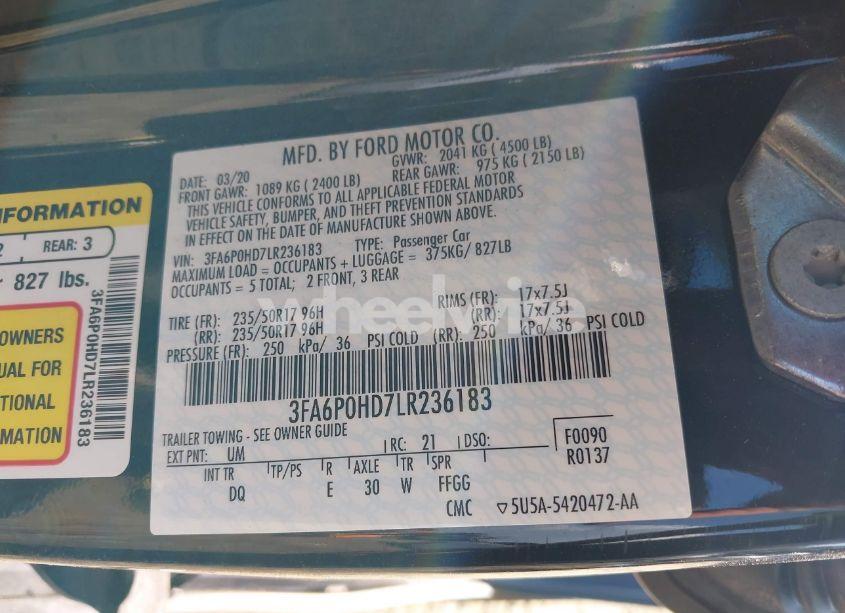 INFORMATION
2 REAR: 3
827 lbs.
OWNERS
UAL FOR
TIONAL
RMATION
3FA6P0HD7LR236183
MFD. BY FORD MOTOR CO.
DATE: 03/20 GVWR: 2041 KG ( 4500 LB)
FRONT GAWR: 1089 KG ( 2400 LB) REAR GAWR: 975 KG ( 2150 LB)
THIS VEHICLE CONFORMS TO ALL APPLICABLE FEDERAL MOTOR
VEHICLE SAFETY, BUMPER, AND THEFT PREVENTION STANDARDS
IN EFFECT ON THE DATE OF MANUFACTURE SHOWN ABOVE.
VIN: 3FA6P0HD7LR236183 TYPE: Passenger Car
MAXIMUM LOAD = OCCUPANTS + LUGGAGE = 375KG/ 827LB
OCCUPANTS = 5 TOTAL; 2 FRONT, 3 REAR
TIRE (FR): 235/50R17 96H RIMS (FR): 17x7.5J
(RR): 235/50R17 96H (RR): 17x7.5J
PRESSURE (FR): 250 kPa/ 36 PSI COLD (RR): 250 kPa/ 36 PSI COLD
3FA6P0HD7LR236183
TRAILER TOWING - SEE OWNER GUIDE
EXT PNT: UM RC: 21 DSO: F0090
INT TR TP/PS R AXLE TR SPR R0137
DQ E 30 W FFGG
CMC ▽5U5A-5420472-AA
wheelwise